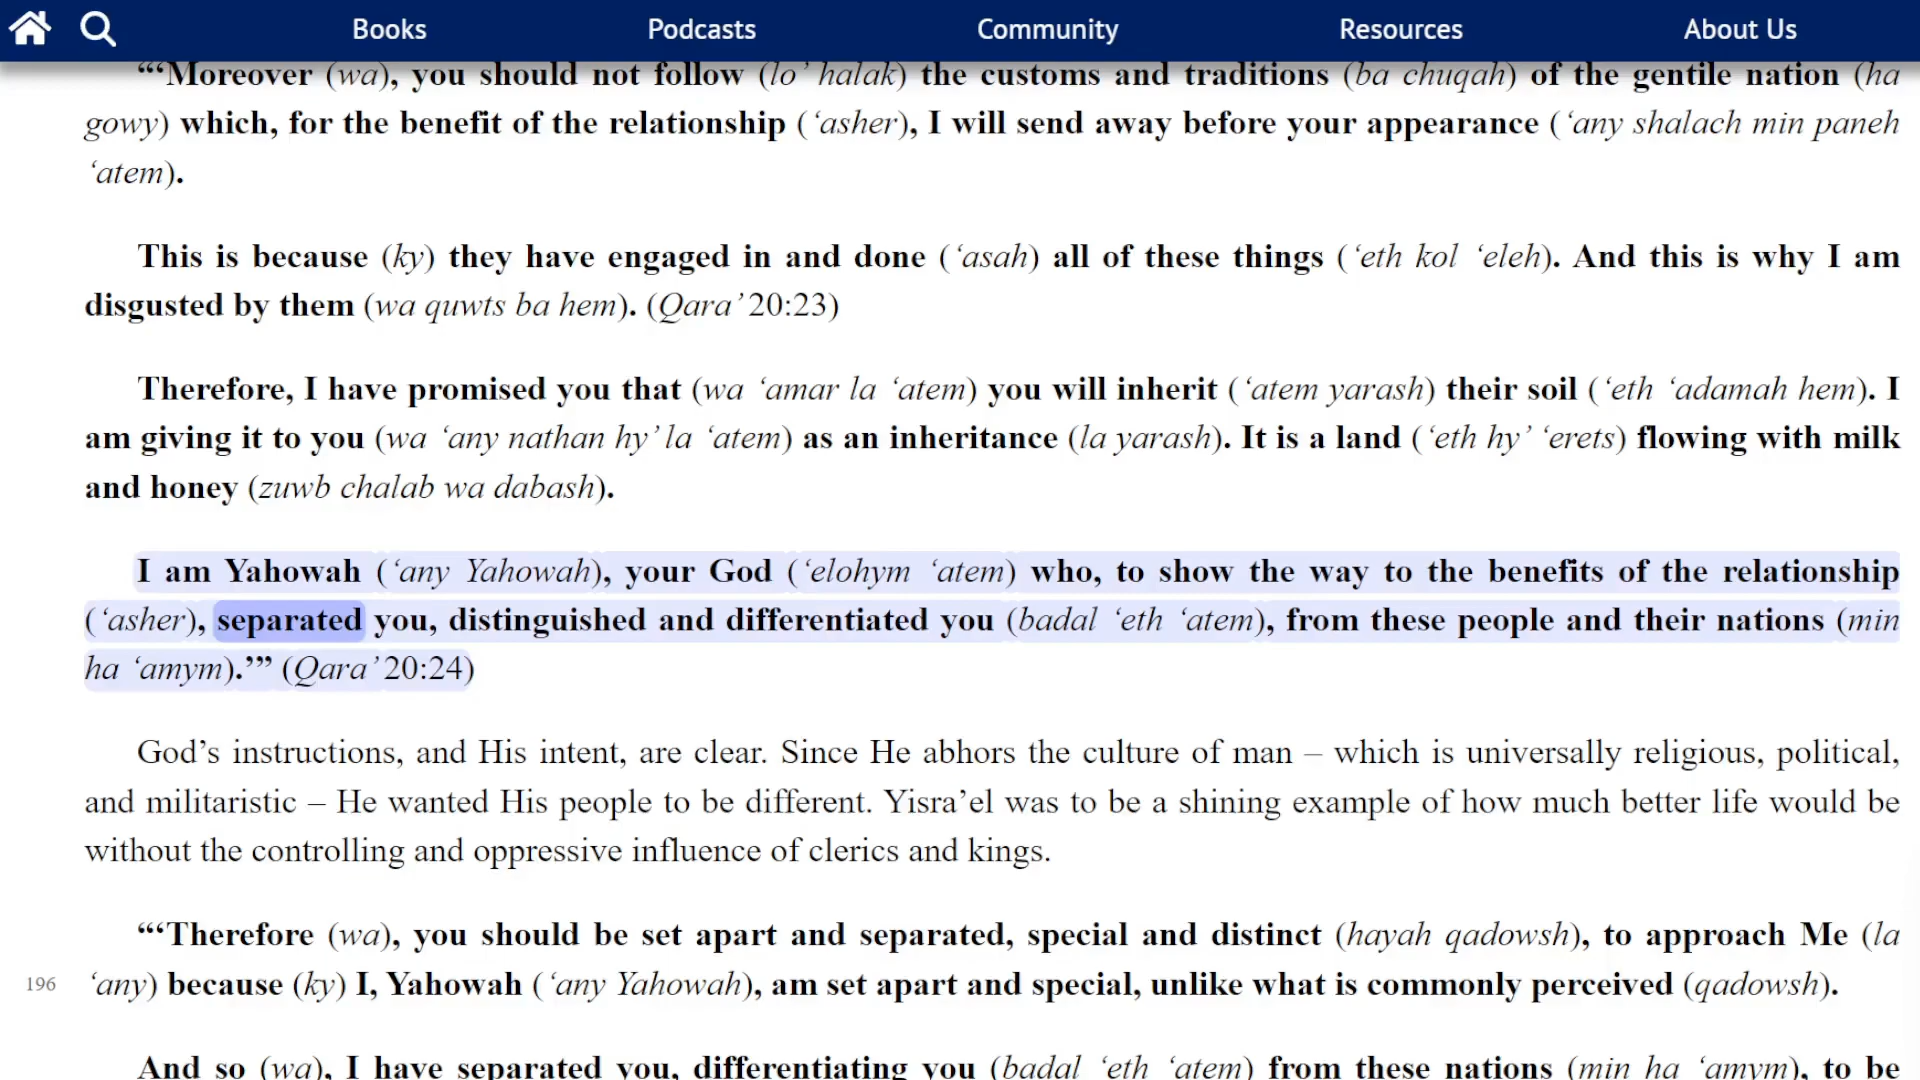 Books Podcasts Community Resources About Us
“‘Moreover (wa), you should not follow (lo’ halak) the customs and traditions (ba chuqah) of the gentile nation (ha
gowy) which, for the benefit of the relationship (‘asher), I will send away before your appearance (‘any shalach min paneh
‘atem).
This is because (ky) they have engaged in and done (‘asah) all of these things (‘eth kol ‘eleh). And this is why I am
disgusted by them (wa quwts ba hem). (Qara’ 20:23)
Therefore, I have promised you that (wa ‘amar la ‘atem) you will inherit (‘atem yarash) their soil (‘eth ‘adamah hem). I
am giving it to you (wa ‘any nathan hy’ la ‘atem) as an inheritance (la yarash). It is a land (‘eth hy’ ‘erets) flowing with milk
and honey (zuwb chalab wa dabash).
I am Yahowah (‘any Yahowah), your God (‘elohym ‘atem) who, to show the way to the benefits of the relationship
(‘asher), separated you, distinguished and differentiated you (badal ‘eth ‘atem), from these people and their nations (min
ha ‘amym).’” (Qara’ 20:24)
God’s instructions, and His intent, are clear. Since He abhors the culture of man – which is universally religious, political,
and militaristic – He wanted His people to be different. Yisra’el was to be a shining example of how much better life would be
without the controlling and oppressive influence of clerics and kings.
“‘Therefore (wa), you should be set apart and separated, special and distinct (hayah qadowsh), to approach Me (la
196 ‘any) because (ky) I, Yahowah (‘any Yahowah), am set apart and special, unlike what is commonly perceived (qadowsh).
And so (wa), I have separated you, differentiating you (badal ‘eth ‘atem) from these nations (min ha ‘amym), to be